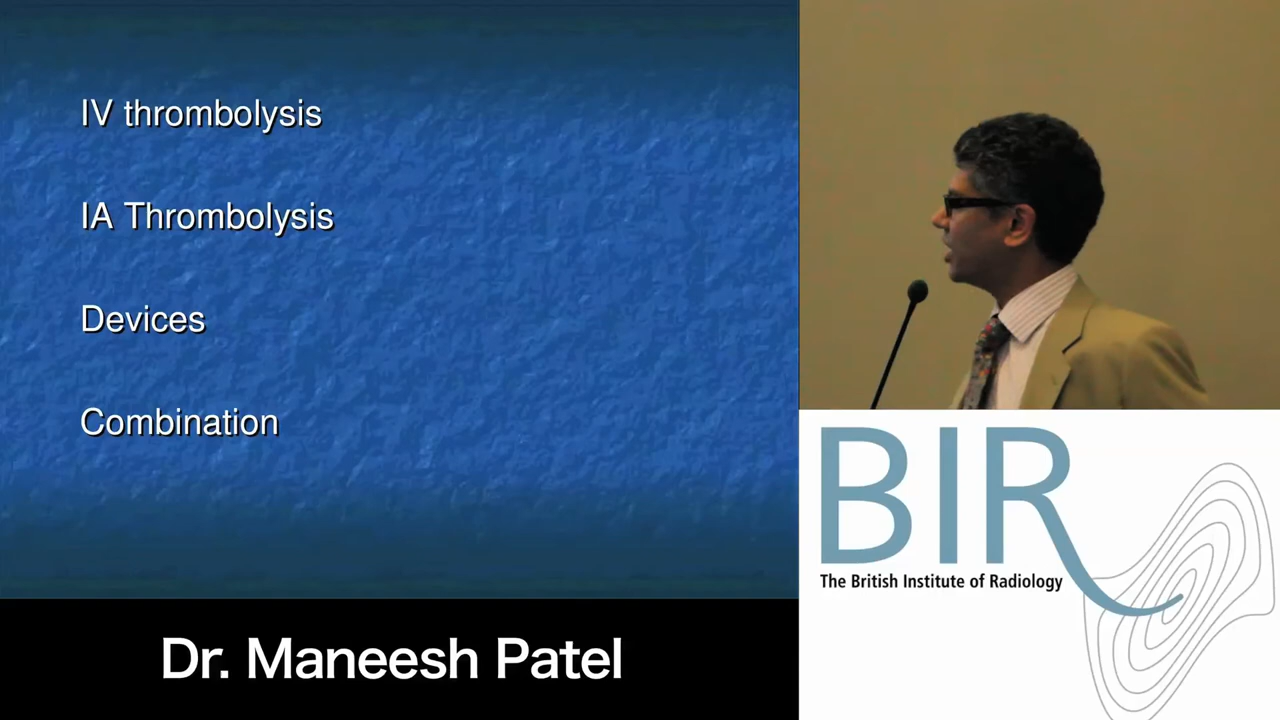 IV thrombolysis
IA Thrombolysis
Devices
Combination
BIR
The British Institute of Radiology
Dr. Maneesh Patel